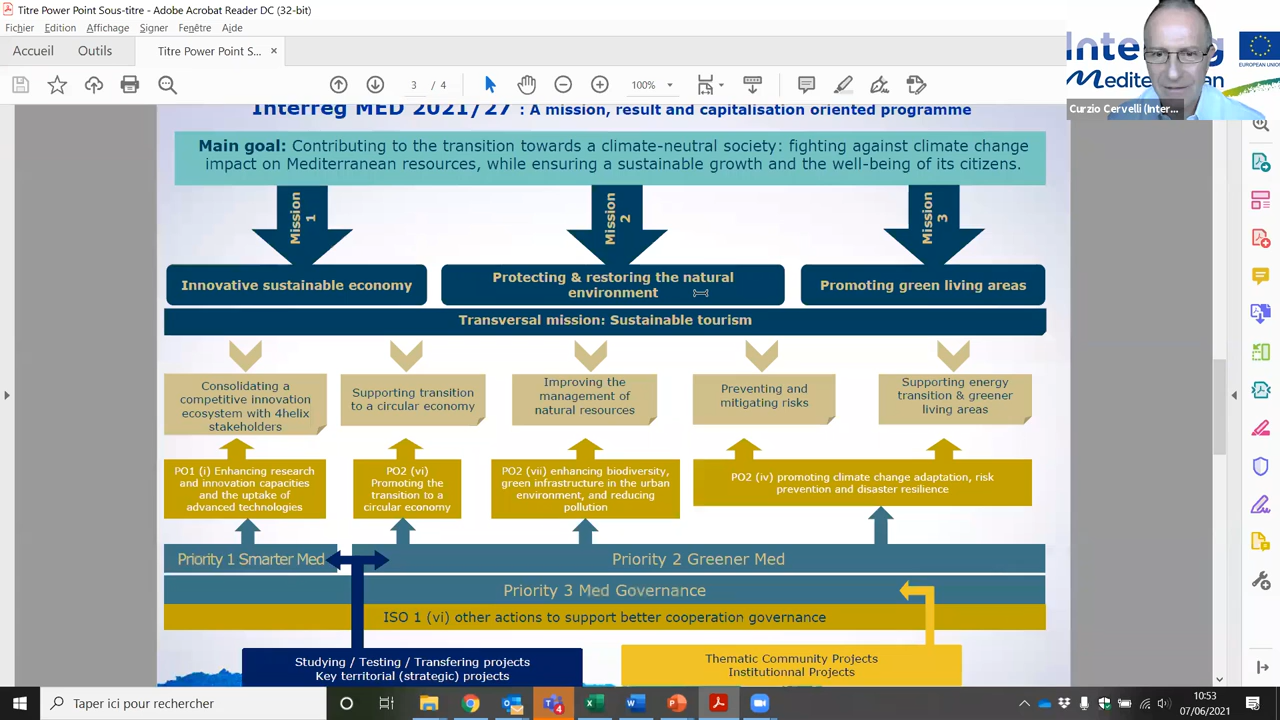 Titre Power Point Sous-titre - Adobe Acrobat Reader DC (32-bit)
Fichier Edition Affichage Signer Fenêtre Aide
Accueil Outils Titre Power Point S... ×
3 / 4 100%
Interreg
Mediterranean
EUROPEAN UNION
Curzio Cervelli (Inter...
Interreg MED 2021/27 : A mission, result and capitalisation oriented programme
Main goal: Contributing to the transition towards a climate-neutral society: fighting against climate change
impact on Mediterranean resources, while ensuring a sustainable growth and the well-being of its citizens.
Mission 1
Mission 2
Mission 3
Innovative sustainable economy
Protecting & restoring the natural
environment
Promoting green living areas
Transversal mission: Sustainable tourism
Consolidating a
competitive innovation
ecosystem with 4helix
stakeholders
Supporting transition
to a circular economy
Improving the
management of
natural resources
Preventing and
mitigating risks
Supporting energy
transition & greener
living areas
PO1 (i) Enhancing research
and innovation capacities
and the uptake of
advanced technologies
PO2 (vi)
Promoting the
transition to a
circular economy
PO2 (vii) enhancing biodiversity,
green infrastructure in the urban
environment, and reducing
pollution
PO2 (iv) promoting climate change adaptation, risk
prevention and disaster resilience
Priority 1 Smarter Med
Priority 2 Greener Med
Priority 3 Med Governance
ISO 1 (vi) other actions to support better cooperation governance
Studying / Testing / Transfering projects
Key territorial (strategic) projects
Thematic Community Projects
Institutionnal Projects
Taper ici pour rechercher
10:53
07/06/2021